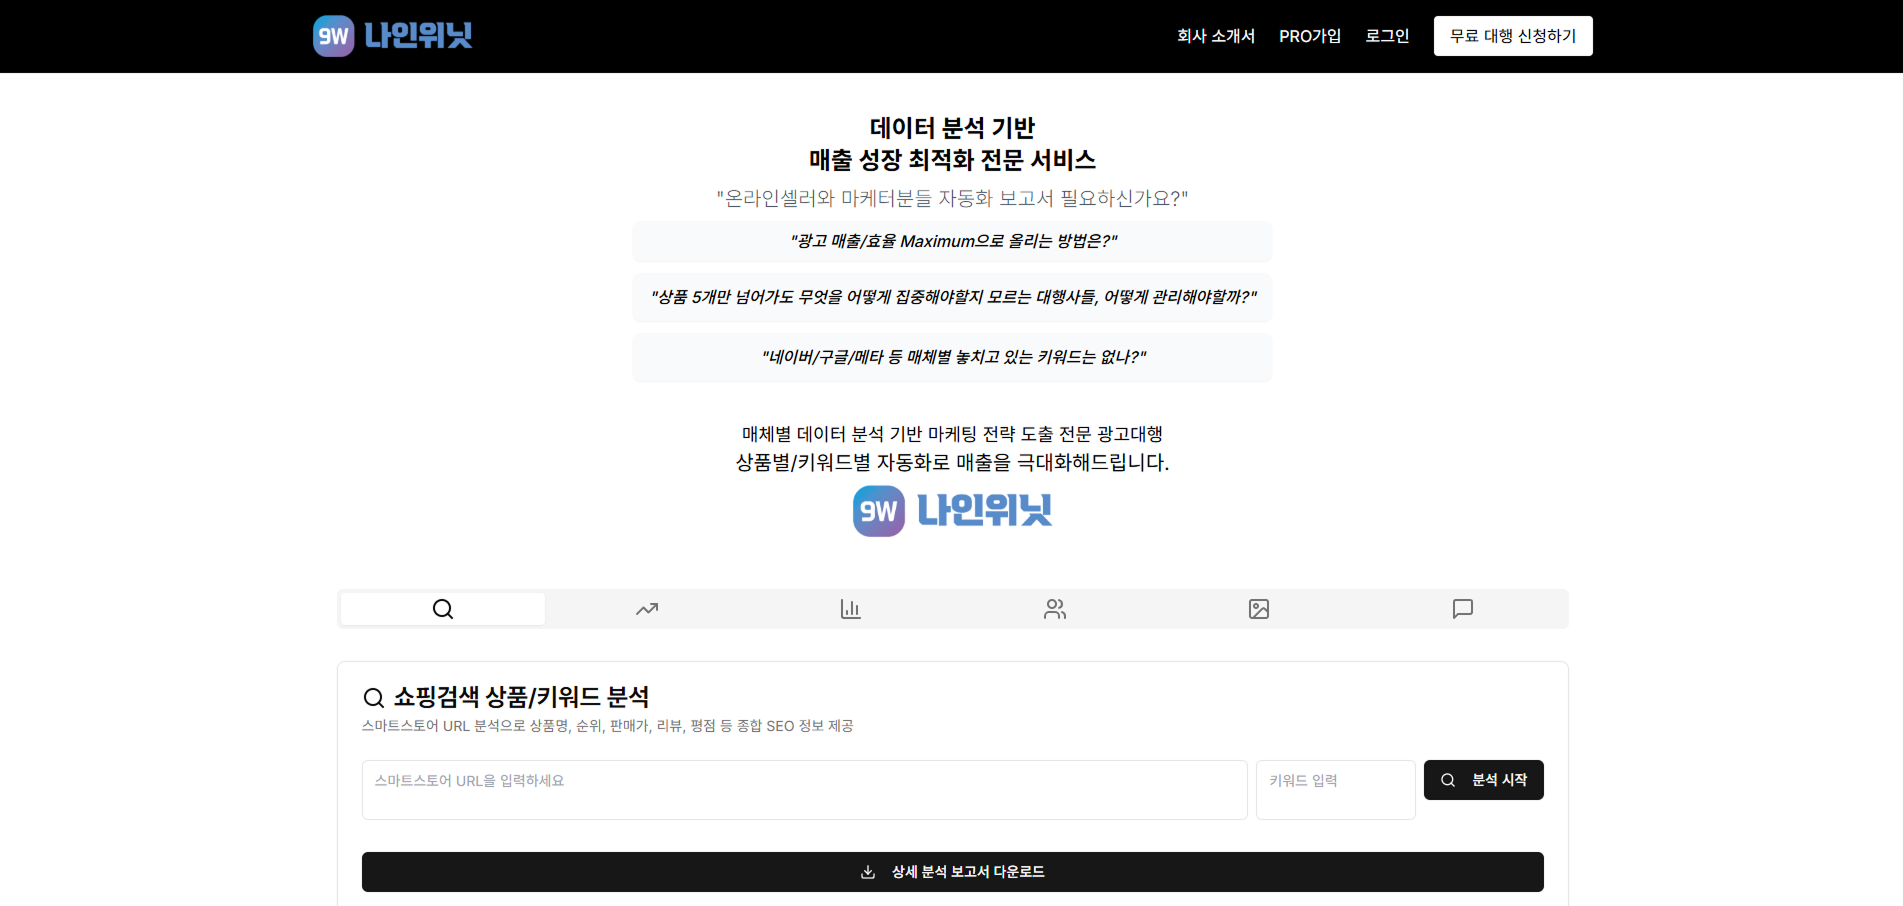 9W 나인위닛
회사 소개서
PRO가입
로그인
무료 대행 신청하기
데이터 분석 기반
매출 성장 최적화 전문 서비스
"온라인셀러와 마케터분들 자동화 보고서 필요하신가요?"
"광고 매출/효율 Maximum으로 올리는 방법은?"
"상품 5개만 넘어가도 무엇을 어떻게 집중해야할지 모르는 대행사들, 어떻게 관리해야할까?"
"네이버/구글/메타 등 매체별 놓치고 있는 키워드는 없나?"
매체별 데이터 분석 기반 마케팅 전략 도출 전문 광고대행
상품별/키워드별 자동화로 매출을 극대화해드립니다.
9W 나인위닛
쇼핑검색 상품/키워드 분석
스마트스토어 URL 분석으로 상품명, 순위, 판매가, 리뷰, 평점 등 종합 SEO 정보 제공
스마트스토어 URL을 입력하세요
키워드 입력
분석 시작
상세 분석 보고서 다운로드